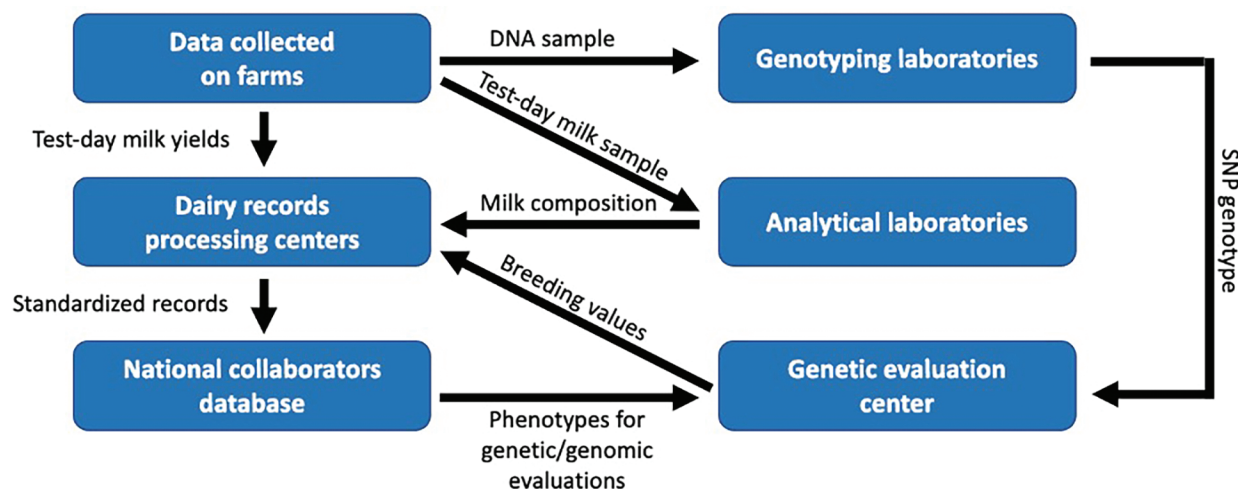 Data collected
on farms
DNA sample
Genotyping laboratories
Test-day milk yields
Test-day milk sample
SNP genotype
Dairy records
processing centers
Milk composition
Analytical laboratories
Standardized records
Breeding values
National collaborators
database
Phenotypes for
genetic/genomic
evaluations
Genetic evaluation
center